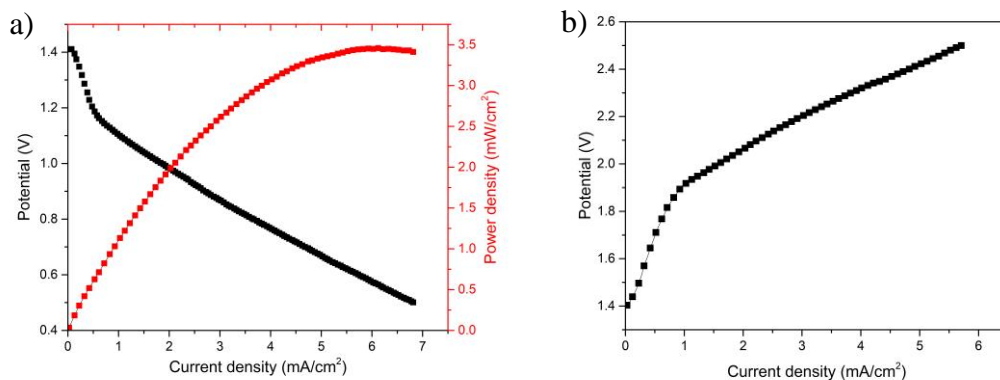 a)
Potential (V)
1.4
1.2
1.0
0.8
0.6
0.4
0 1 2 3 4 5 6 7
Current density (mA/cm²)
3.5
3.0
2.5
2.0
1.5
1.0
0.5
0.0
Power density (mW/cm²)
b)
Potential (V)
2.6
2.4
2.2
2.0
1.8
1.6
1.4
0 1 2 3 4 5 6
Current density (mA/cm²)